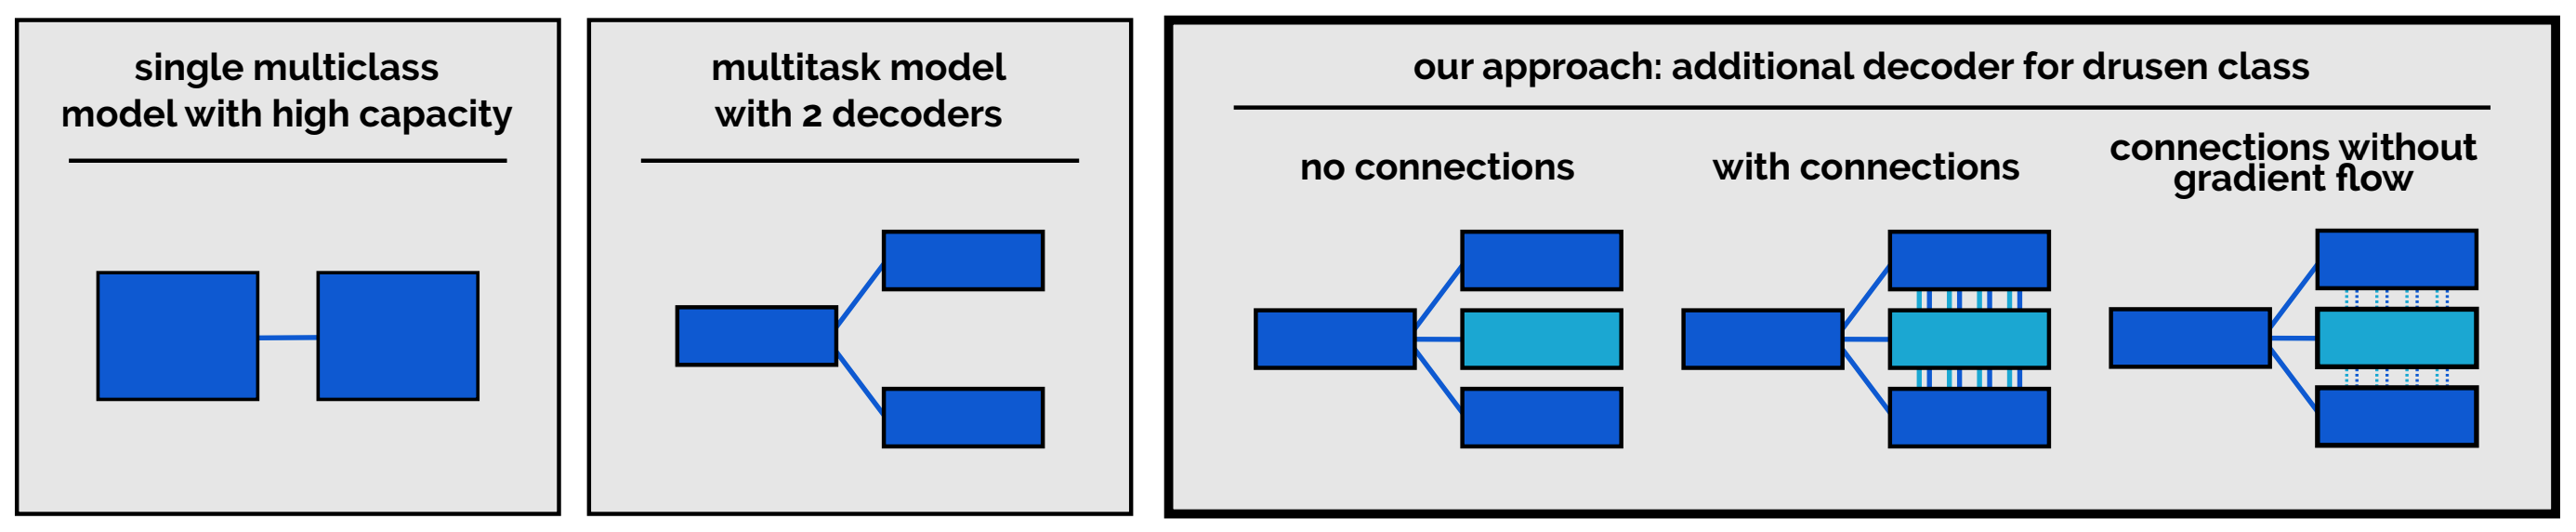 single multiclass
model with high capacity
multitask model
with 2 decoders
our approach: additional decoder for drusen class
no connections
with connections
connections without
gradient flow